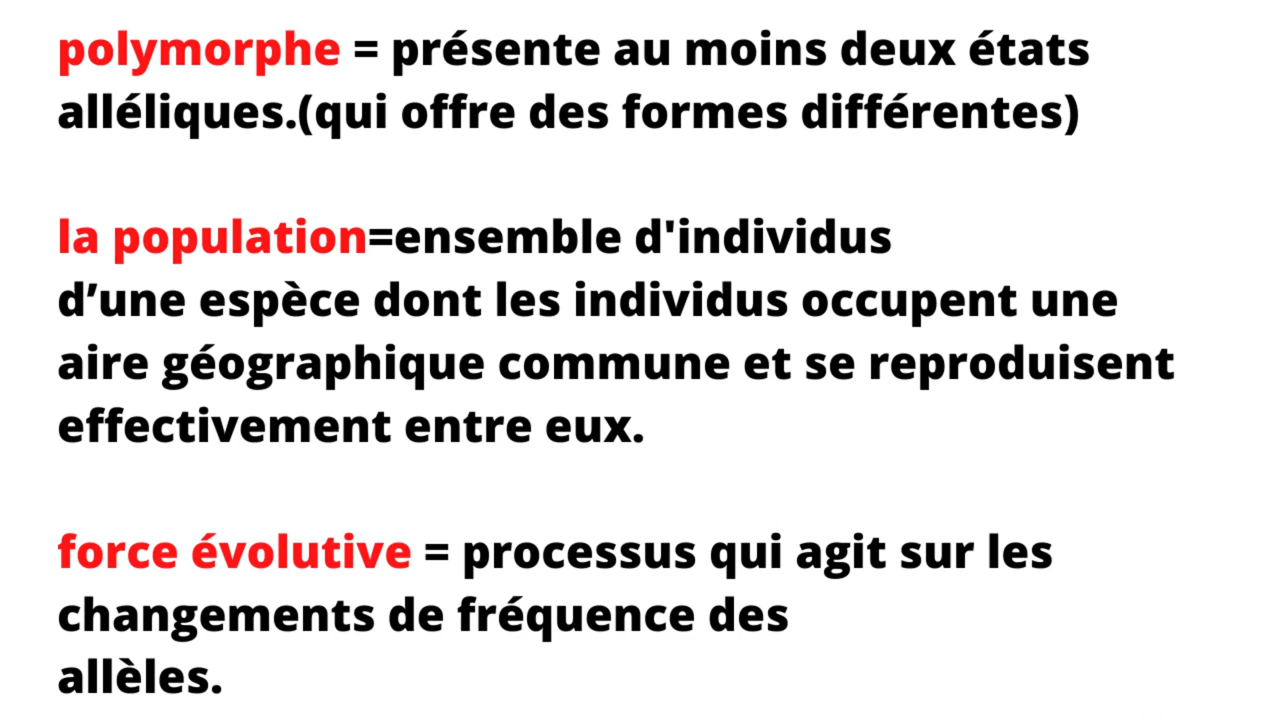 polymorphe = présente au moins deux états
alléliques.(qui offre des formes différentes)
la population=ensemble d'individus
d’une espèce dont les individus occupent une
aire géographique commune et se reproduisent
effectivement entre eux.
force évolutive = processus qui agit sur les
changements de fréquence des
allèles.